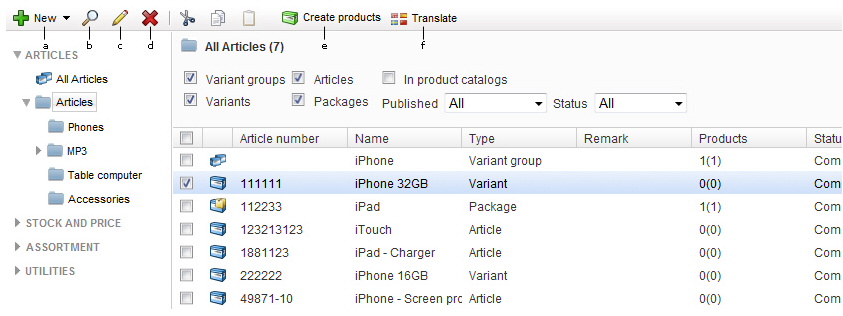 New Create products Translate
a b c d e f
ARTICLES
All Articles
Articles
Phones
MP3
Table computer
Accessories
STOCK AND PRICE
ASSORTMENT
UTILITIES
All Articles (7)
Variant groups Articles In product catalogs
Variants Packages Published All Status All
Article number Name Type Remark Products Statu
iPhone Variant group 1(1) Com
111111 iPhone 32GB Variant 0(0) Com
112233 iPad Package 1(1) Com
123213123 iTouch Article 0(0) Com
1881123 iPad - Charger Article 0(0) Com
222222 iPhone 16GB Variant 0(0) Com
49871-10 iPhone - Screen prc Article 0(0) Com